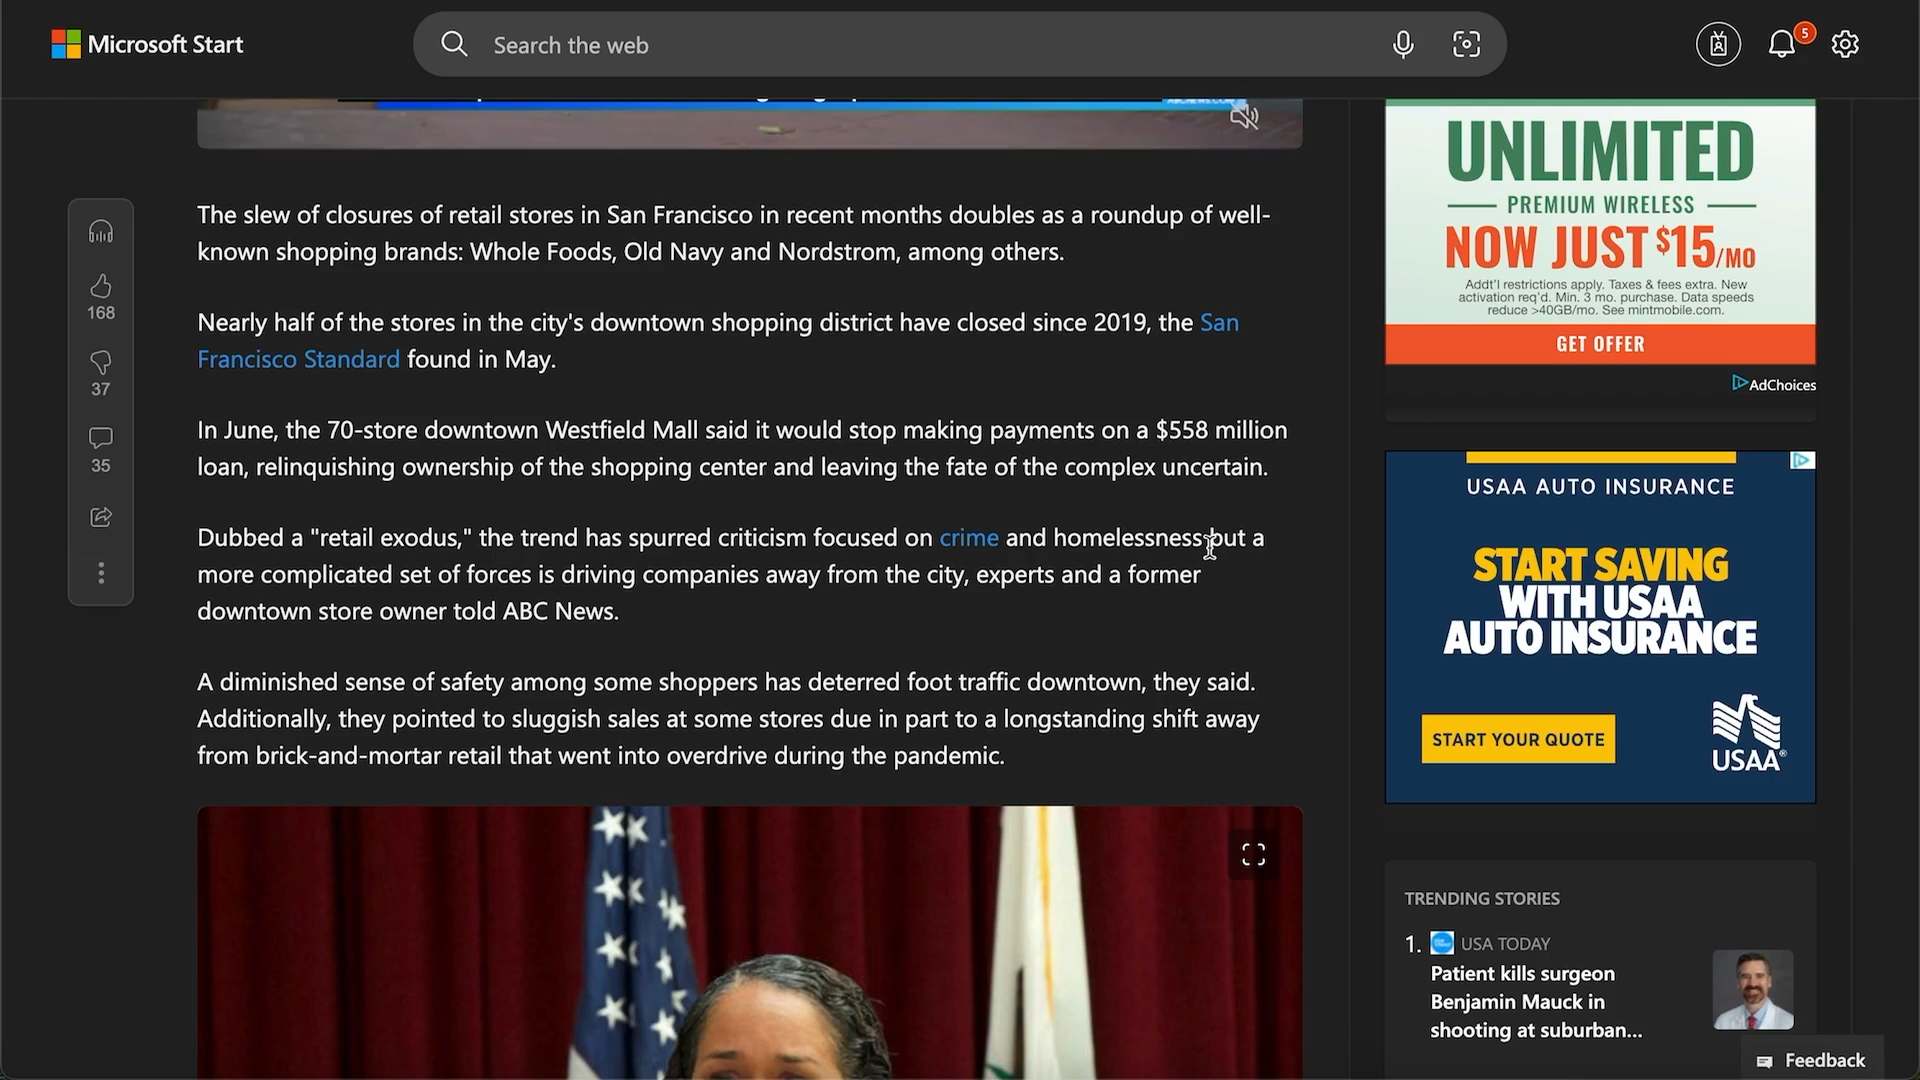 Microsoft Start
Search the web
5
The slew of closures of retail stores in San Francisco in recent months doubles as a roundup of well-
known shopping brands: Whole Foods, Old Navy and Nordstrom, among others.
168
Nearly half of the stores in the city's downtown shopping district have closed since 2019, the San
Francisco Standard found in May.
37
In June, the 70-store downtown Westfield Mall said it would stop making payments on a $558 million
loan, relinquishing ownership of the shopping center and leaving the fate of the complex uncertain.
35
Dubbed a "retail exodus," the trend has spurred criticism focused on crime and homelessness but a
more complicated set of forces is driving companies away from the city, experts and a former
downtown store owner told ABC News.
A diminished sense of safety among some shoppers has deterred foot traffic downtown, they said.
Additionally, they pointed to sluggish sales at some stores due in part to a longstanding shift away
from brick-and-mortar retail that went into overdrive during the pandemic.
UNLIMITED
PREMIUM WIRELESS
NOW JUST $15/MO
Addt'l restrictions apply. Taxes & fees extra. New
activation req'd. Min. 3 mo. purchase. Data speeds
reduce >40GB/mo. See mintmobile.com.
GET OFFER
AdChoices
USAA AUTO INSURANCE
START SAVING
WITH USAA
AUTO INSURANCE
START YOUR QUOTE
USAA®
TRENDING STORIES
1. USA TODAY
Patient kills surgeon
Benjamin Mauck in
shooting at suburban...
Feedback